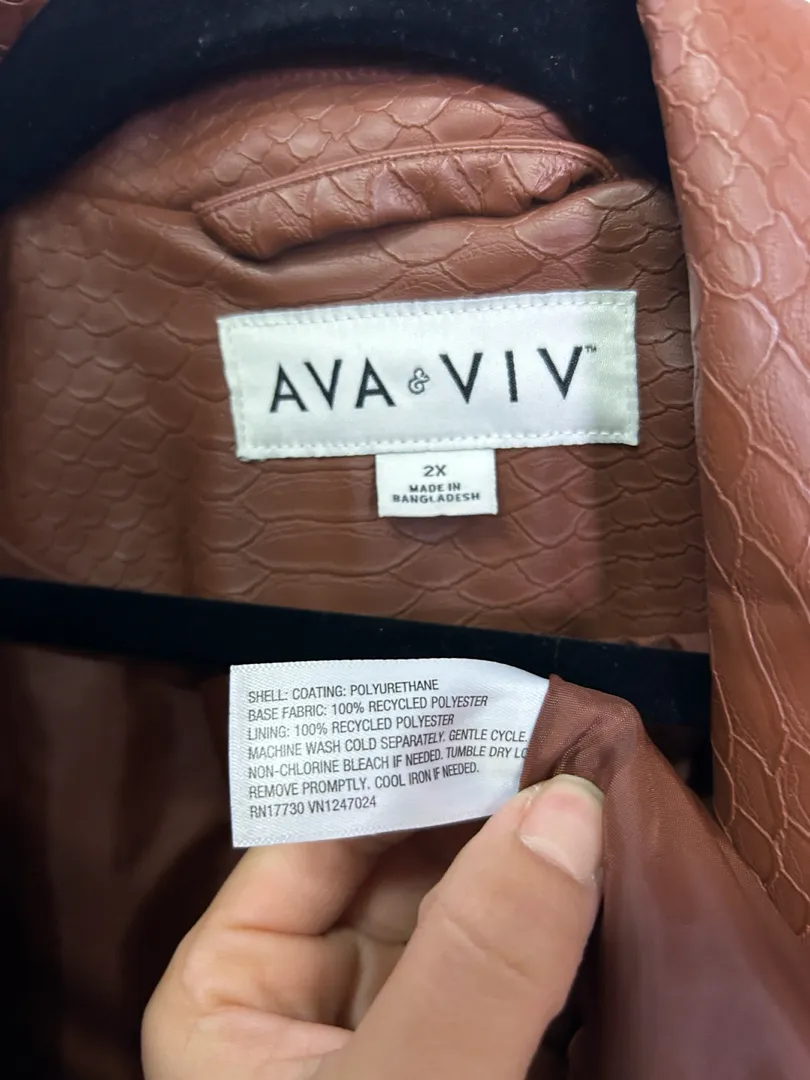 AVA & VIV™
2X
MADE IN
BANGLADESH
SHELL: COATING: POLYURETHANE
BASE FABRIC: 100% RECYCLED POLYESTER
LINING: 100% RECYCLED POLYESTER
MACHINE WASH COLD SEPARATELY. GENTLE CYCLE.
NON-CHLORINE BLEACH IF NEEDED. TUMBLE DRY
REMOVE PROMPTLY. COOL IRON IF NEEDED.
RN17730 VN1247024